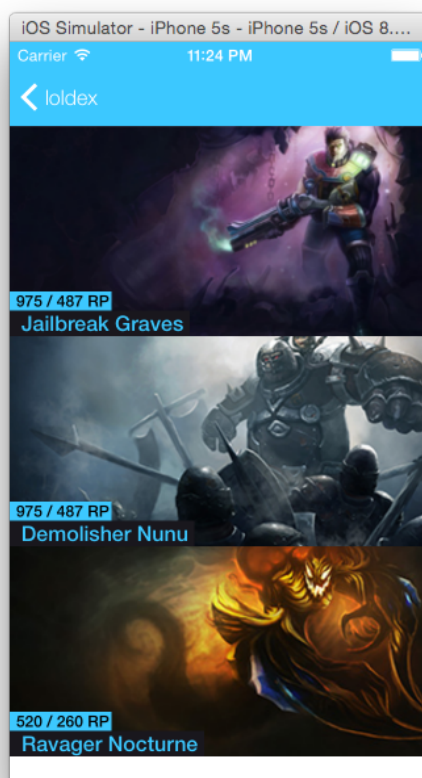 iOS Simulator - iPhone 5s - iPhone 5s / iOS 8....
Carrier 11:24 PM
loldex
975 / 487 RP
Jailbreak Graves
975 / 487 RP
Demolisher Nunu
520 / 260 RP
Ravager Nocturne